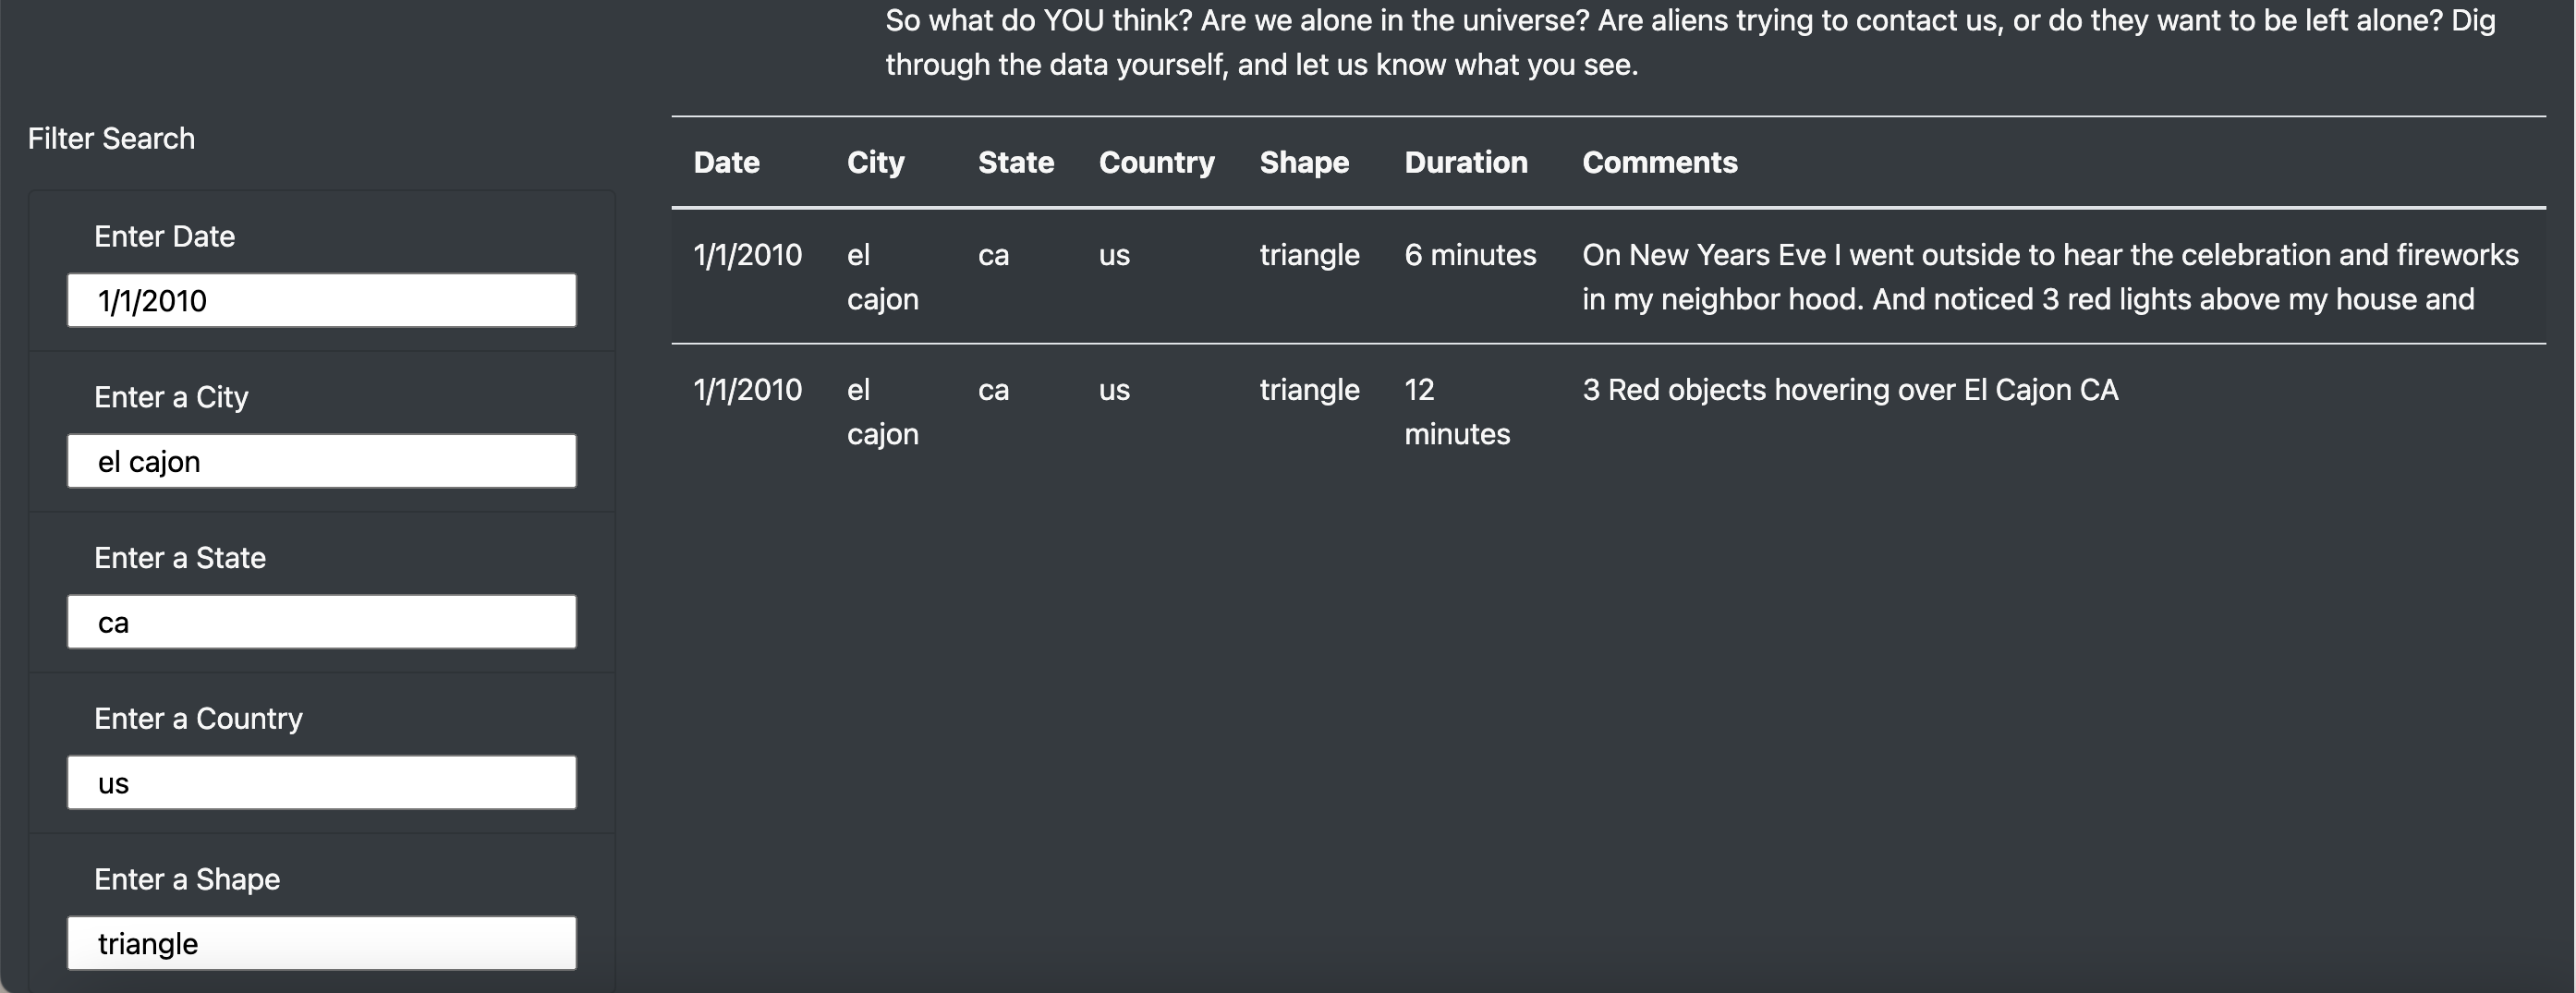 So what do YOU think? Are we alone in the universe? Are aliens trying to contact us, or do they want to be left alone? Dig
through the data yourself, and let us know what you see.
Filter Search
Enter Date
1/1/2010
Enter a City
el cajon
Enter a State
ca
Enter a Country
us
Enter a Shape
triangle
Date City State Country Shape Duration Comments
1/1/2010 el ca us triangle 6 minutes On New Years Eve I went outside to hear the celebration and fireworks
cajon in my neighbor hood. And noticed 3 red lights above my house and
1/1/2010 el ca us triangle 12 3 Red objects hovering over El Cajon CA
cajon minutes